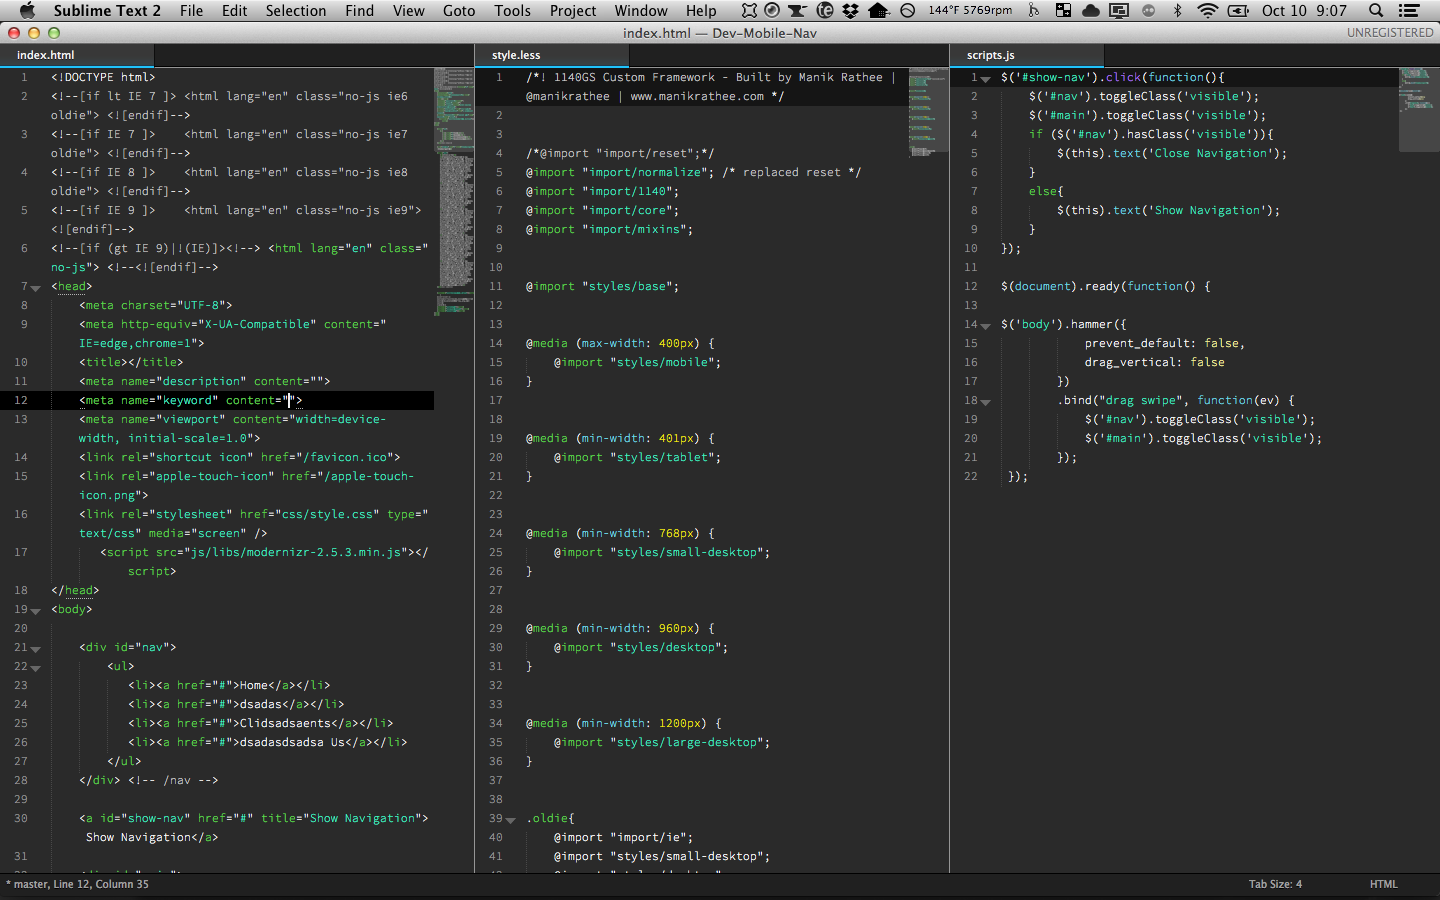 Sublime Text 2 File Edit Selection Find View Goto Tools Project Window Help 144°F 5769rpm Oct 10 9:07
index.html — Dev-Mobile-Nav UNREGISTERED
index.html
1 <!DOCTYPE html>
2 <!--[if lt IE 7 ]> <html lang="en" class="no-js ie6
oldie"> <![endif]-->
3 <!--[if IE 7 ]>    <html lang="en" class="no-js ie7
oldie"> <![endif]-->
4 <!--[if IE 8 ]>    <html lang="en" class="no-js ie8
oldie"> <![endif]-->
5 <!--[if IE 9 ]>    <html lang="en" class="no-js ie9">
<![endif]-->
6 <!--[if (gt IE 9)|!(IE)]><!--> <html lang="en" class="
no-js"> <!--<![endif]-->
7 <head>
8 <meta charset="UTF-8">
9 <meta http-equiv="X-UA-Compatible" content="
IE=edge,chrome=1">
10 <title></title>
11 <meta name="description" content="">
12 <meta name="keyword" content="">
13 <meta name="viewport" content="width=device-
width, initial-scale=1.0">
14 <link rel="shortcut icon" href="/favicon.ico">
15 <link rel="apple-touch-icon" href="/apple-touch-
icon.png">
16 <link rel="stylesheet" href="css/style.css" type="
text/css" media="screen" />
17 <script src="js/libs/modernizr-2.5.3.min.js"></
script>
18 </head>
19 <body>
20
21 <div id="nav">
22 <ul>
23 <li><a href="#">Home</a></li>
24 <li><a href="#">dsadas</a></li>
25 <li><a href="#">Clidsadsaents</a></li>
26 <li><a href="#">dsadasdsadsa Us</a></li>
27 </ul>
28 </div> <!-- /nav -->
29
30 <a id="show-nav" href="#" title="Show Navigation">
Show Navigation</a>
31
style.less
1 /*! 1140GS Custom Framework - Built by Manik Rathee |
@manikrathee | www.manikrathee.com */
2
3
4 /*@import "import/reset";*/
5 @import "import/normalize"; /* replaced reset */
6 @import "import/1140";
7 @import "import/core";
8 @import "import/mixins";
9
10
11 @import "styles/base";
12
13
14 @media (max-width: 400px) {
15 @import "styles/mobile";
16 }
17
18
19 @media (min-width: 401px) {
20 @import "styles/tablet";
21 }
22
23
24 @media (min-width: 768px) {
25 @import "styles/small-desktop";
26 }
27
28
29 @media (min-width: 960px) {
30 @import "styles/desktop";
31 }
32
33
34 @media (min-width: 1200px) {
35 @import "styles/large-desktop";
36 }
37
38
39 .oldie{
40 @import "import/ie";
41 @import "styles/small-desktop";
scripts.js
1 $('#show-nav').click(function(){
2 $('#nav').toggleClass('visible');
3 $('#main').toggleClass('visible');
4 if ($('#nav').hasClass('visible')){
5 $(this).text('Close Navigation');
6 }
7 else{
8 $(this).text('Show Navigation');
9 }
10 });
11
12 $(document).ready(function() {
13
14 $('body').hammer({
15 prevent_default: false,
16 drag_vertical: false
17 })
18 .bind("drag swipe", function(ev) {
19 $('#nav').toggleClass('visible');
20 $('#main').toggleClass('visible');
21 });
22 });
* master, Line 12, Column 35 Tab Size: 4 HTML